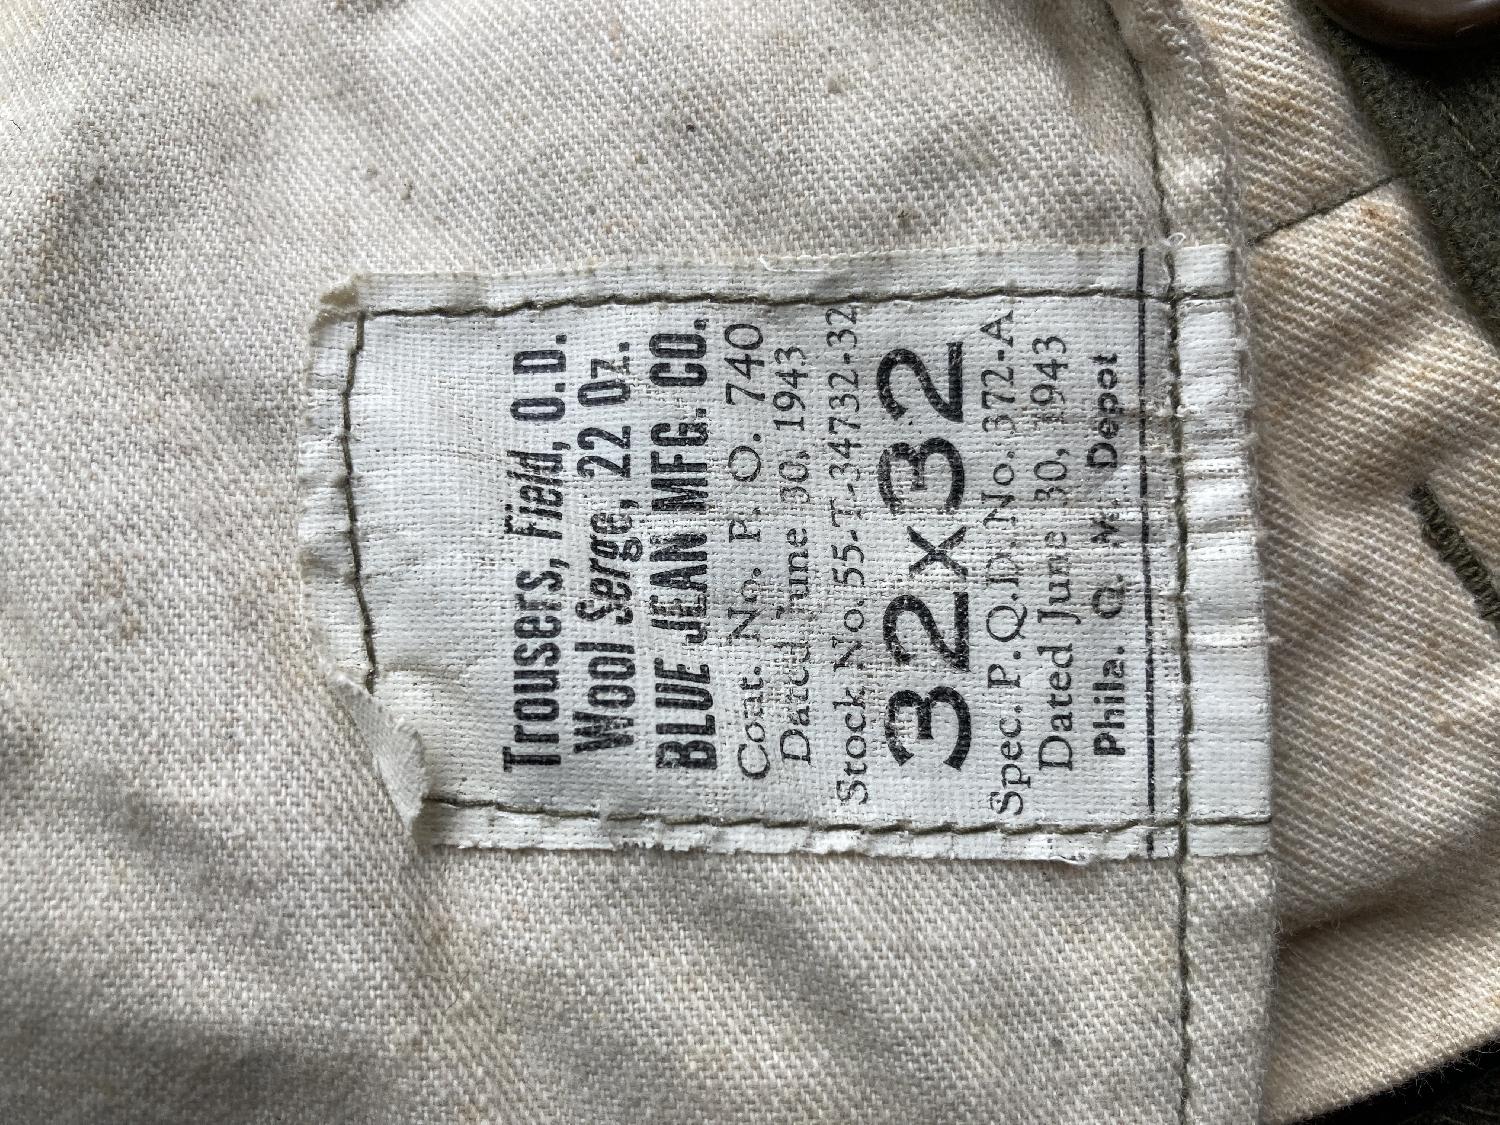 Trousers, Field, O.D.
Wool Serge, 22 Oz.
BLUE JEAN MFG. CO.
Cont. No. P. O. 740
Dated June 30, 1943
Stock No. 55-T-34732-32
32x32
Spec. P.Q.D. No. 372-A
Dated June 30, 1943
Phila. Q. M. Depot